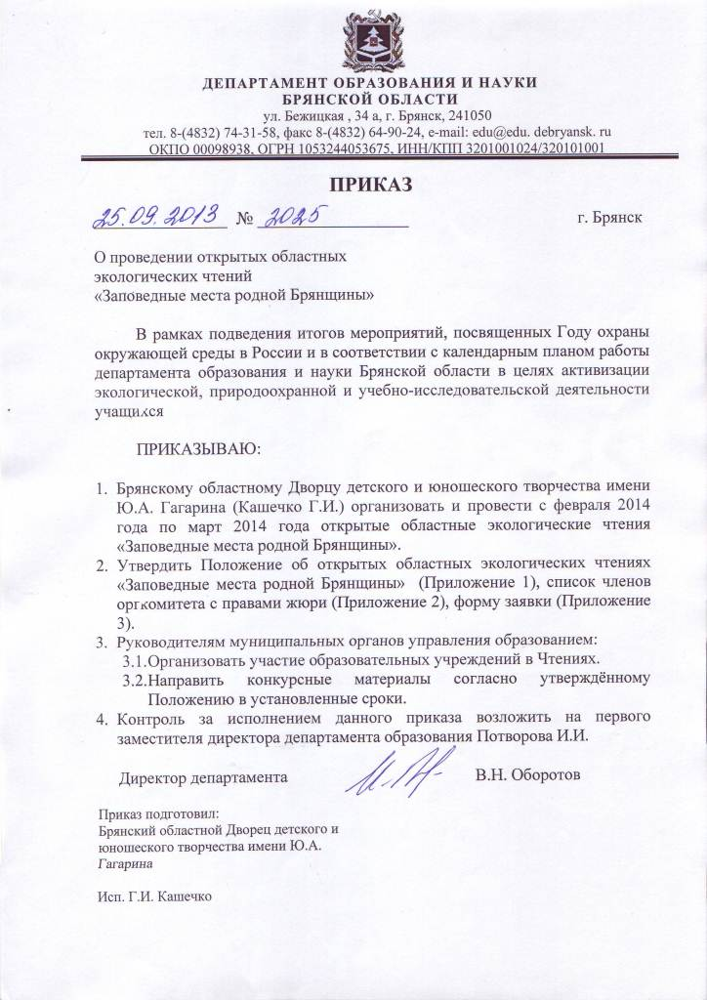 ДЕПАРТАМЕНТ ОБРАЗОВАНИЯ И НАУКИ
БРЯНСКОЙ ОБЛАСТИ
ул. Бежицкая , 34 а, г. Брянск, 241050
тел. 8-(4832) 74-31-58, факс 8-(4832) 64-90-24, e-mail: edu@edu. debryansk. ru
ОКПО 00098938, ОГРН 1053244053675, ИНН/КПП 3201001024/320101001
ПРИКАЗ
25.09.2013 № 2025 г. Брянск
О проведении открытых областных
экологических чтений
«Заповедные места родной Брянщины»
В рамках подведения итогов мероприятий, посвященных Году охраны
окружающей среды в России и в соответствии с календарным планом работы
департамента образования и науки Брянской области в целях активизации
экологической, природоохранной и учебно-исследовательской деятельности
учащихся
ПРИКАЗЫВАЮ:
1. Брянскому областному Дворцу детского и юношеского творчества имени
Ю.А. Гагарина (Кашечко Г.И.) организовать и провести с февраля 2014
года по март 2014 года открытые областные экологические чтения
«Заповедные места родной Брянщины».
2. Утвердить Положение об открытых областных экологических чтениях
«Заповедные места родной Брянщины» (Приложение 1), список членов
оргкомитета с правами жюри (Приложение 2), форму заявки (Приложение
3).
3. Руководителям муниципальных органов управления образованием:
3.1.Организовать участие образовательных учреждений в Чтениях.
3.2.Направить конкурсные материалы согласно утверждённому
Положению в установленные сроки.
4. Контроль за исполнением данного приказа возложить на первого
заместителя директора департамента образования Потворова И.И.
Директор департамента В.Н. Оборотов
Приказ подготовил:
Брянский областной Дворец детского и
юношеского творчества имени Ю.А.
Гагарина
Исп. Г.И. Кашечко